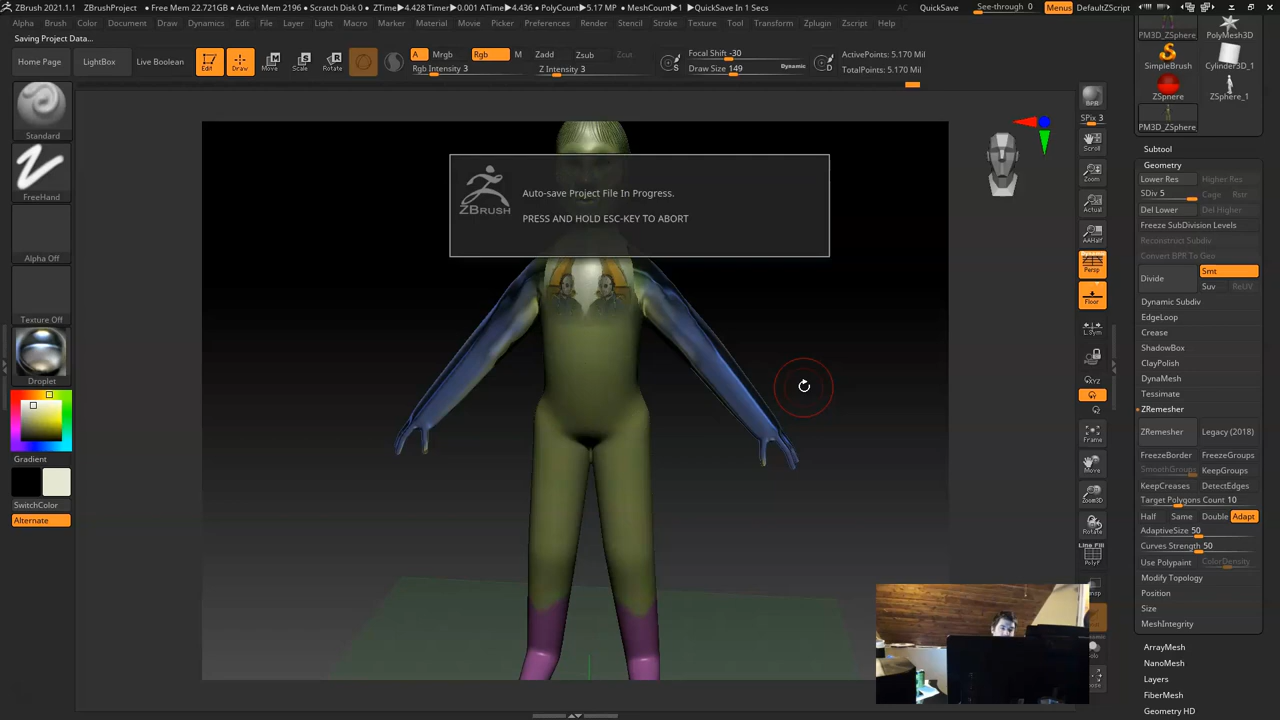 ZBrush 2021.1.1 ZBrushProject • Free Mem 22.721GB • Active Mem 2196 • Scratch Disk 0 • ZTime▶4.428 Timer▶0.001 ATime▶4.436 • PolyCount▶5.17 MP • MeshCount▶1 QuickSave In 1 Secs AC QuickSave See-through 0 Menus DefaultZScript
Alpha Brush Color Document Draw Dynamics Edit File Layer Light Macro Marker Material Movie Picker Preferences Render Stencil Stroke Texture Tool Transform Zplugin Zscript Help
Saving Project Data...
Home Page LightBox Live Boolean Edit Draw Move Scale Rotate
A Mrgb Rgb M Zadd Zsub Zcut
Rgb Intensity 3 Z Intensity 3
S Focal Shift -30
Draw Size 149 Dynamic
D ActivePoints: 5.170 Mil
TotalPoints: 5.170 Mil
Standard
FreeHand
Alpha Off
Texture Off
Droplet
Gradient
SwitchColor
Alternate
ZBRUSH
Auto-save Project File In Progress.
PRESS AND HOLD ESC-KEY TO ABORT
BPR
SPix 3
Scroll
Zoom
Actual
AAHalf
Dynamic
Persp
Floor
L.Sym
XYZ
Frame
Move
Zoom3D
Rotate
Line Fill
PolyF
PM3D_ZSphere PolyMesh3D
SimpleBrush Cylinder3D_1
ZSphere ZSphere_1
PM3D_ZSphere
Subtool
Geometry
Lower Res Higher Res
SDiv 5 Cage Rstr
Del Lower Del Higher
Freeze SubDivision Levels
Reconstruct Subdiv
Convert BPR To Geo
Divide Smt
Suv ReUV
Dynamic Subdiv
EdgeLoop
Crease
ShadowBox
ClayPolish
DynaMesh
Tessimate
ZRemesher
ZRemesher Legacy (2018)
FreezeBorder FreezeGroups
SmoothGroups KeepGroups
KeepCreases DetectEdges
Target Polygons Count 10
Half Same Double Adapt
AdaptiveSize 50
Curves Strength 50
Use Polypaint ColorDensity
Modify Topology
Position
Size
MeshIntegrity
ArrayMesh
NanoMesh
Layers
FiberMesh
Geometry HD